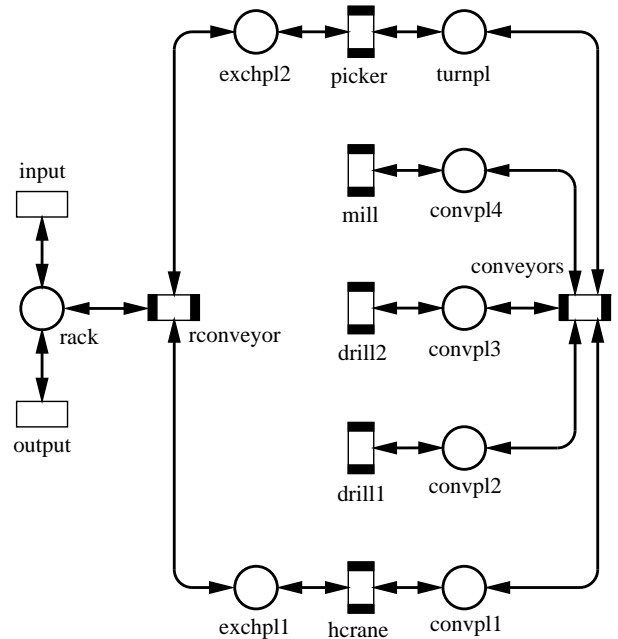 exchpl2
picker
turnpl
input
mill
convpl4
conveyors
rack
rconveyor
drill2
convpl3
output
drill1
convpl2
exchpl1
hcrane
convpl1